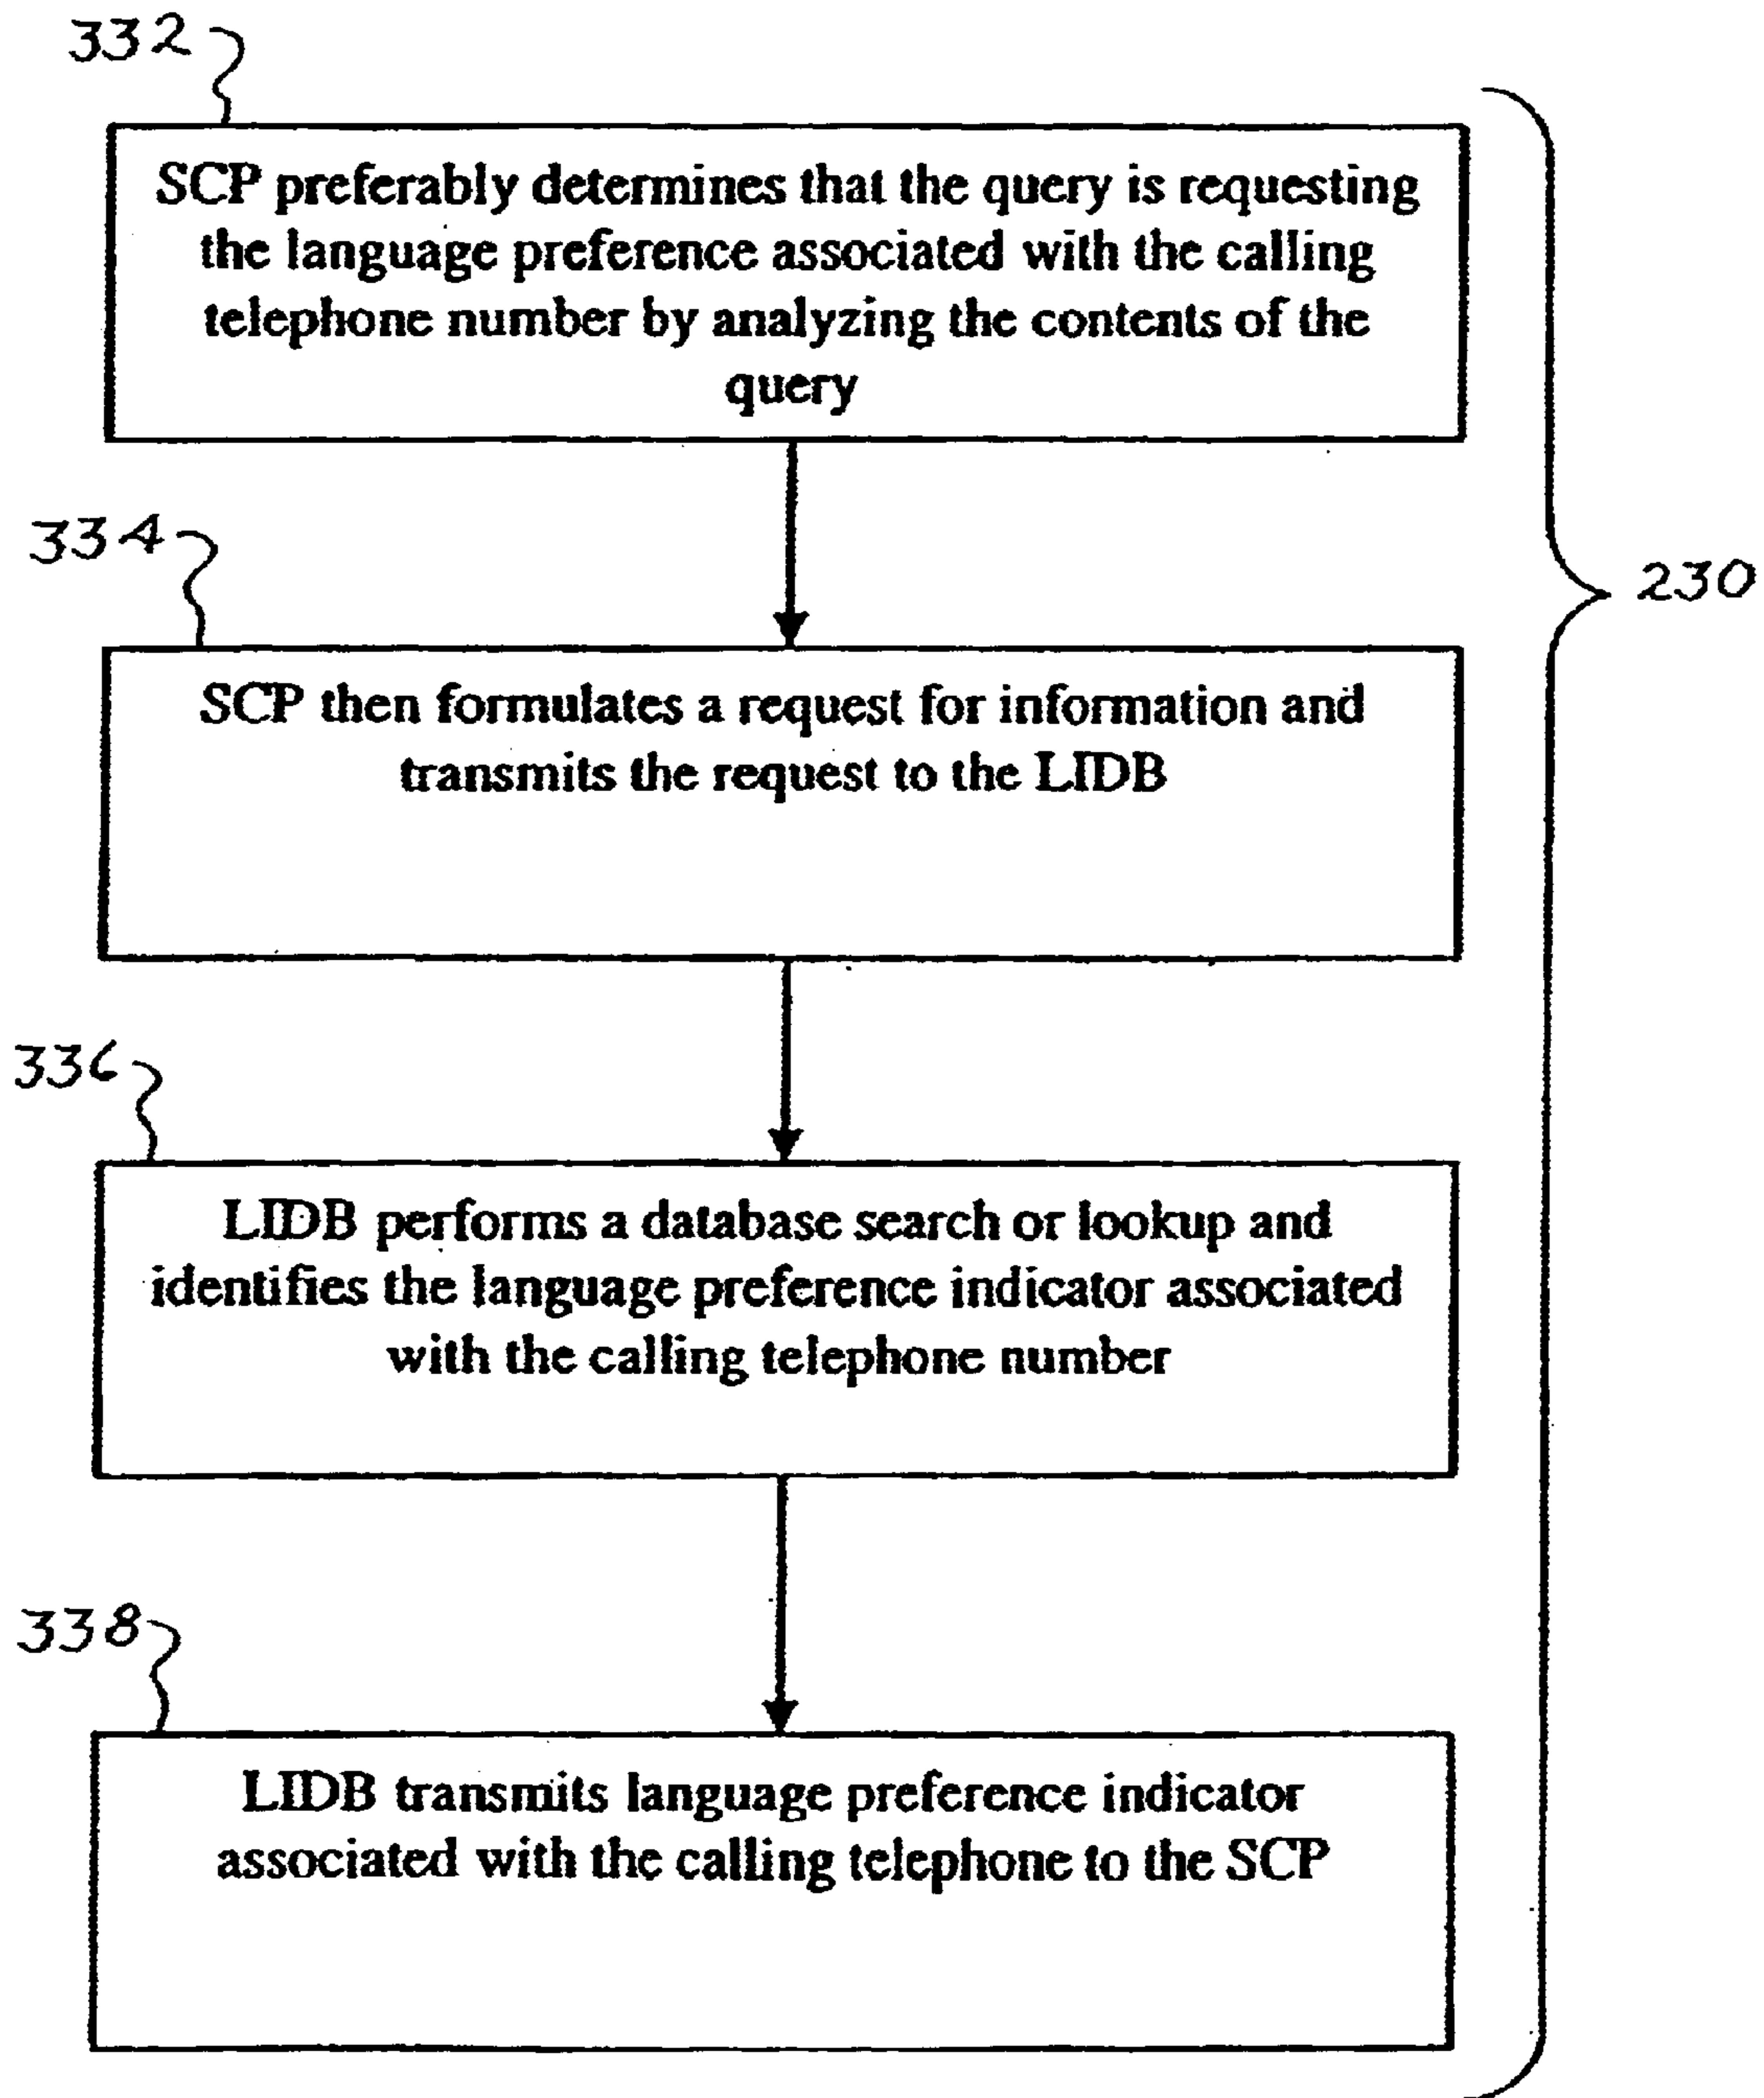 332
SCP preferably determines that the query is requesting
the language preference associated with the calling
telephone number by analyzing the contents of the
query
334
230
SCP then formulates a request for information and
transmits the request to the LIDB
336
LIDB performs a database search or lookup and
identifies the language preference indicator associated
with the calling telephone number
338
LIDB transmits language preference indicator
associated with the calling telephone to the SCP